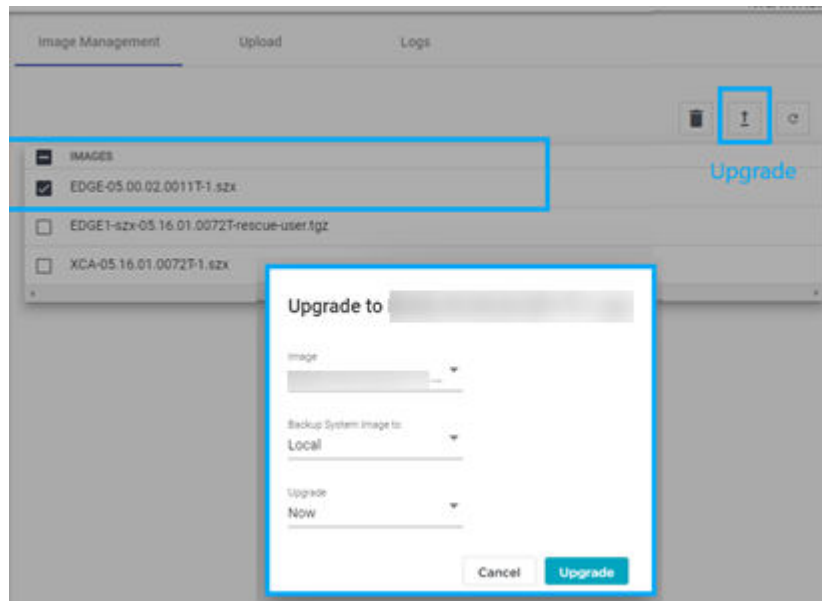 Image Management Upload Logs
Upgrade
IMAGES
EDGE-05.00.02.0011T-1.szx
EDGE1-szx-05.16.01.0072T-rescue-user.tgz
XCA-05.16.01.0072T-1.szx
Upgrade to
Image
...
Backup System Image to
Local
Upgrade
Now
Cancel Upgrade